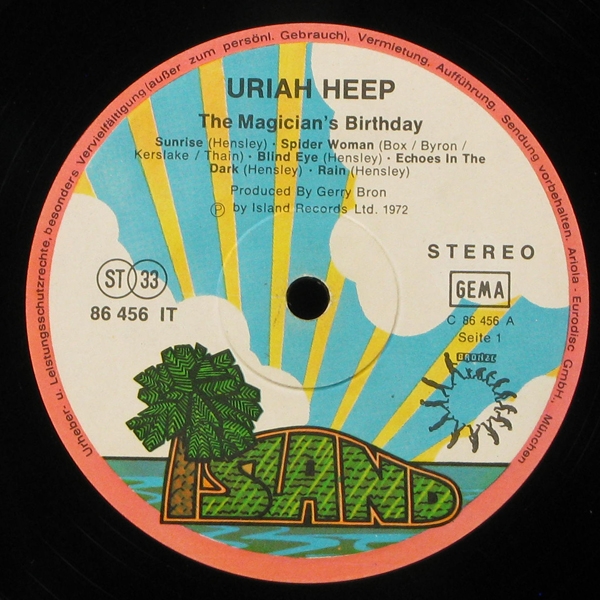 Urheber- u. Leistungsschutzrechte, besonders Vervielfältigung (außer zum persönl. Gebrauch), Vermietung, Aufführung, Sendung vorbehalten. Ariola - Eurodisc GmbH., München
URIAH HEEP
The Magician's Birthday
Sunrise (Hensley) · Spider Woman (Box / Byron /
Kerslake / Thain) · Blind Eye (Hensley) · Echoes In The
Dark (Hensley) · Rain (Hensley)
Produced By Gerry Bron
Ⓟ by Island Records Ltd. 1972
STEREO
ST 33
GEMA
86 456 IT
C 86 456 A
Seite 1
BRONZE
ISLAND